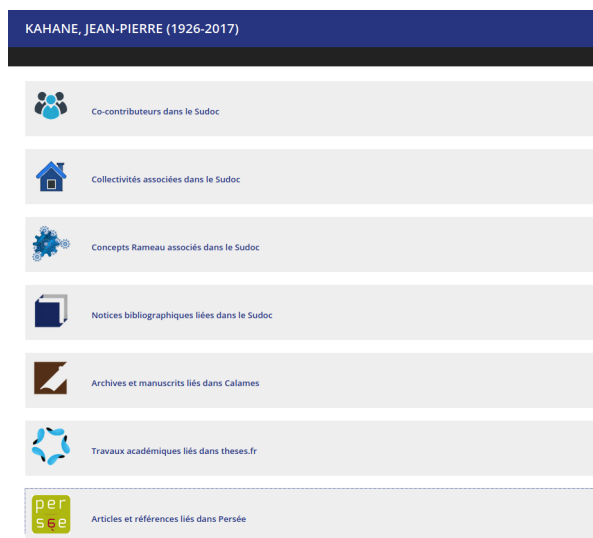 KAHANE, JEAN-PIERRE (1926-2017)
Co-contributeurs dans le Sudoc
Collectivités associées dans le Sudoc
Concepts Rameau associés dans le Sudoc
Notices bibliographiques liées dans le Sudoc
Archives et manuscrits liés dans Calames
Travaux académiques liés dans theses.fr
per
sée
Articles et références liés dans Persée